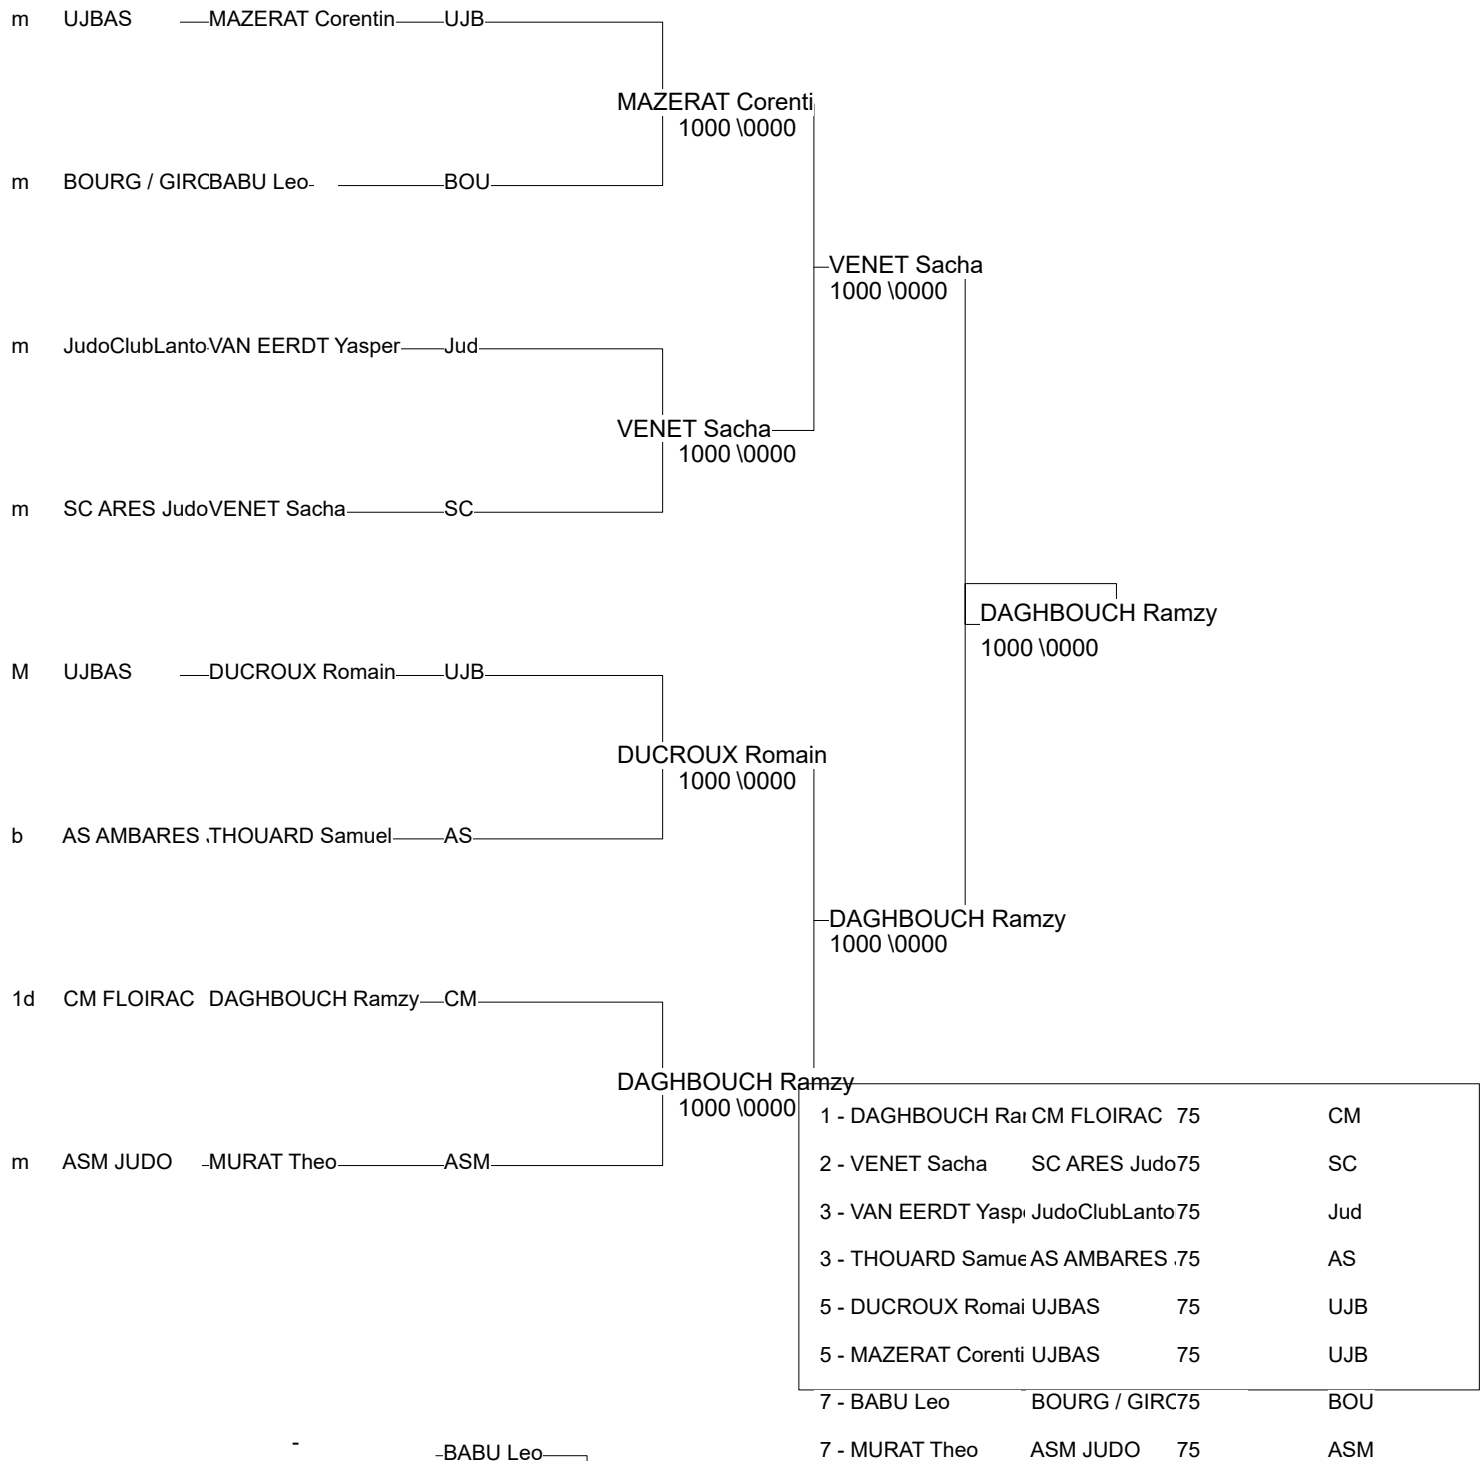 m UJBAS MAZERAT Corentin UJB
MAZERAT Corenti
1000 \0000
m BOURG / GIRC BABU Leo BOU
VENET Sacha
1000 \0000
m JudoClubLanto VAN EERDT Yasper Jud
VENET Sacha
1000 \0000
m SC ARES Judo VENET Sacha SC
DAGHBOUCH Ramzy
1000 \0000
M UJBAS DUCROUX Romain UJB
DUCROUX Romain
1000 \0000
b AS AMBARES THOUARD Samuel AS
DAGHBOUCH Ramzy
1000 \0000
1d CM FLOIRAC DAGHBOUCH Ramzy CM
DAGHBOUCH Ramzy
1000 \0000
m ASM JUDO MURAT Theo ASM
1 - DAGHBOUCH Rar CM FLOIRAC 75 CM
2 - VENET Sacha SC ARES Judo 75 SC
3 - VAN EERDT Yasp JudoClubLanto 75 Jud
3 - THOUARD Samue AS AMBARES 75 AS
5 - DUCROUX Romai UJBAS 75 UJB
5 - MAZERAT Corenti UJBAS 75 UJB
7 - BABU Leo BOURG / GIRC 75 BOU
7 - MURAT Theo ASM JUDO 75 ASM
- BABU Leo